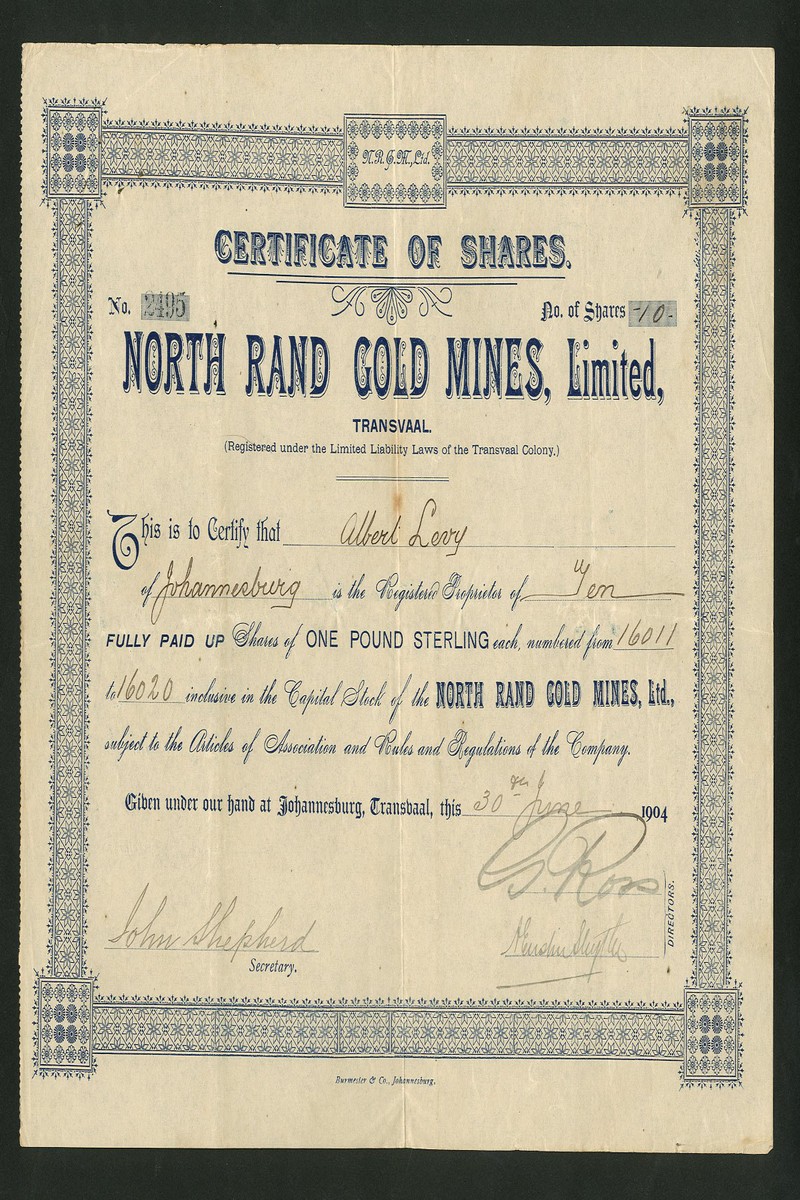 N.R.G.M., Ltd.
CERTIFICATE OF SHARES.
No. 2495 No. of Shares -10-
NORTH RAND GOLD MINES, Limited,
TRANSVAAL.
(Registered under the Limited Liability Laws of the Transvaal Colony.)
This is to Certify that Albert Levy
of Johannesburg is the Registered Proprietor of Ten
FULLY PAID UP Shares of ONE POUND STERLING each, numbered from 16011
to 16020 inclusive in the Capital Stock of the NORTH RAND GOLD MINES, Ltd.,
subject to the Articles of Association and Rules and Regulations of the Company.
Given under our hand at Johannesburg, Transvaal, this 30th June 1904
G. Ross
John Shepherd
Secretary.
DIRECTORS.
Burmester & Co., Johannesburg.